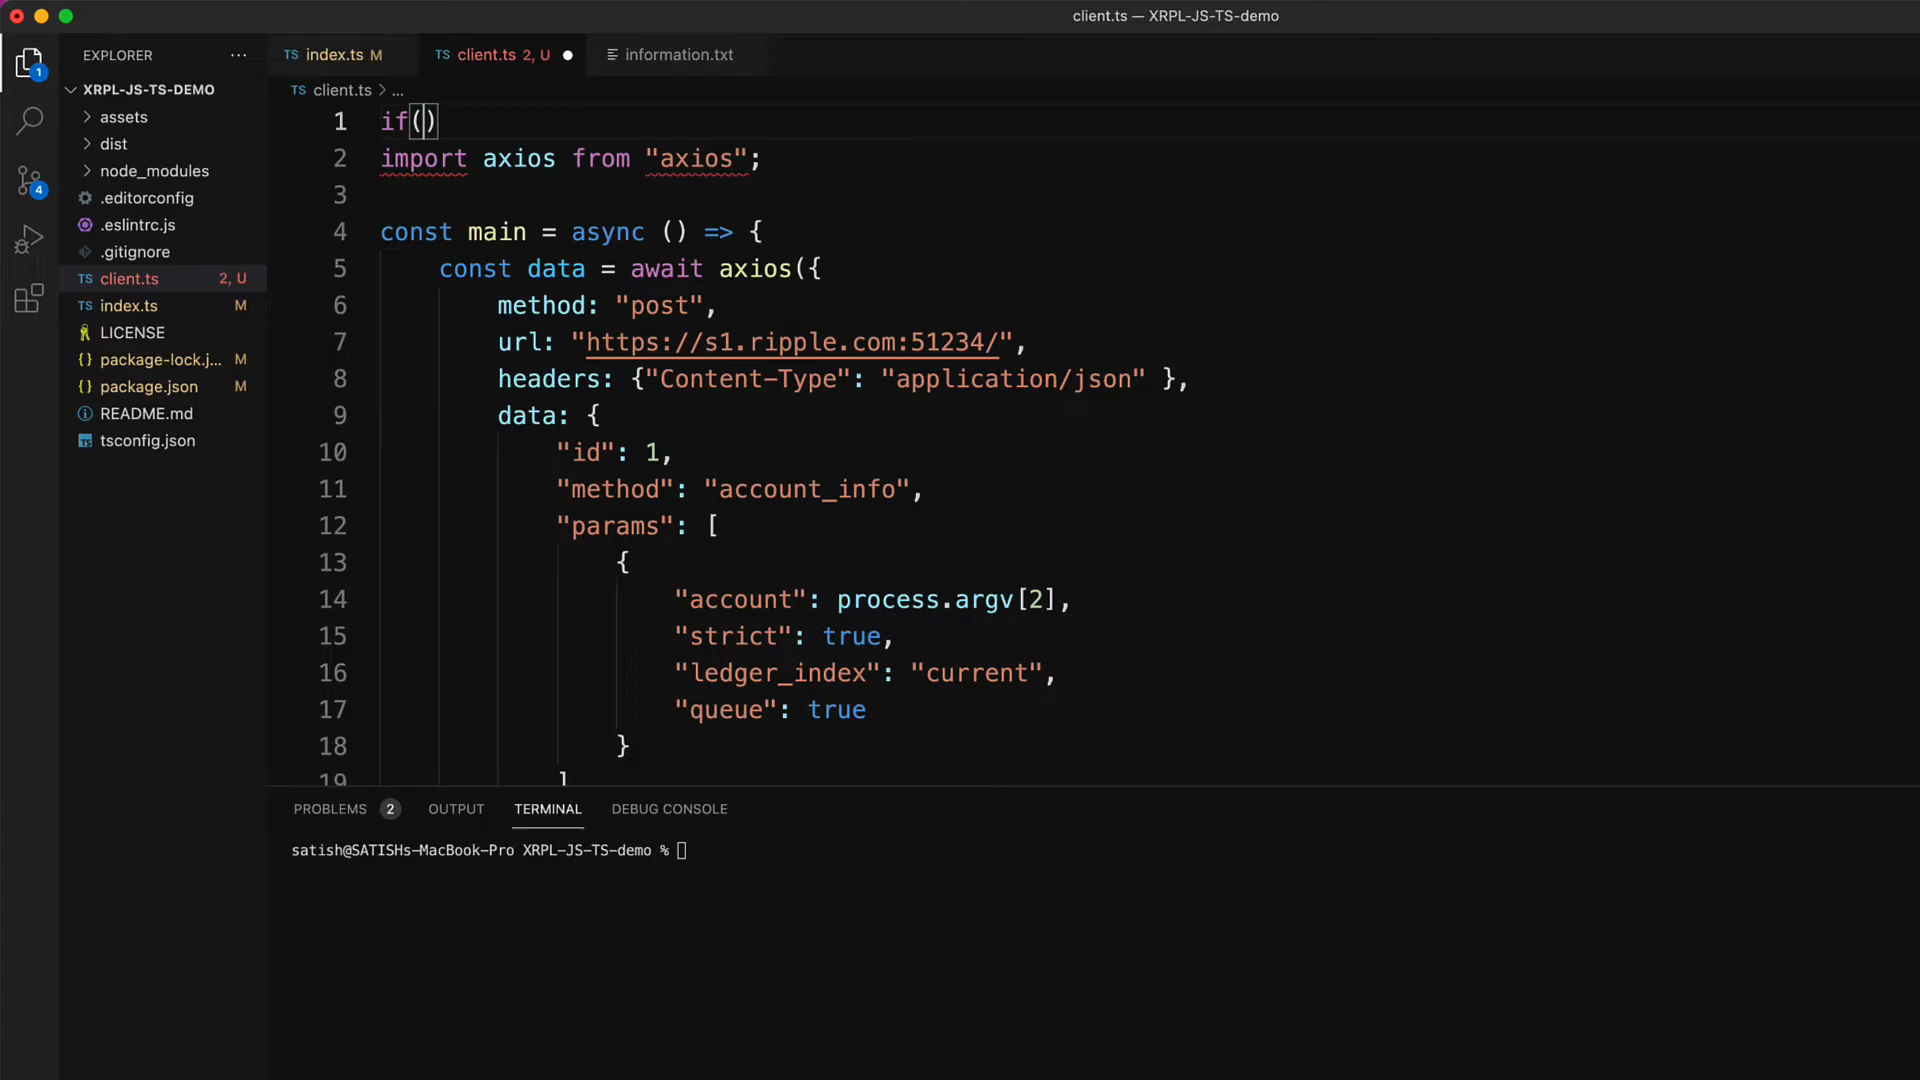 client.ts — XRPL-JS-TS-demo
EXPLORER ...
1
4
XRPL-JS-TS-DEMO
assets
dist
node_modules
.editorconfig
.eslintrc.js
.gitignore
TS client.ts 2, U
TS index.ts M
LICENSE
{} package-lock.j... M
{} package.json M
README.md
TS tsconfig.json
TS index.ts M
TS client.ts 2, U
information.txt
TS client.ts > ...
1 if()
2 import axios from "axios";
3
4 const main = async () => {
5 const data = await axios({
6 method: "post",
7 url: "https://s1.ripple.com:51234/",
8 headers: {"Content-Type": "application/json" },
9 data: {
10 "id": 1,
11 "method": "account_info",
12 "params": [
13 {
14 "account": process.argv[2],
15 "strict": true,
16 "ledger_index": "current",
17 "queue": true
18 }
19 ]
PROBLEMS 2 OUTPUT TERMINAL DEBUG CONSOLE
satish@SATISHs-MacBook-Pro XRPL-JS-TS-demo %